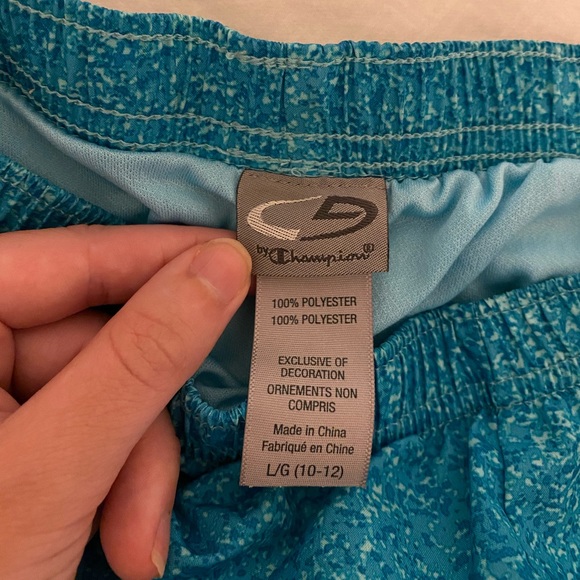 C9
by Champion®
100% POLYESTER
100% POLYESTER
EXCLUSIVE OF
DECORATION
ORNEMENTS NON
COMPRIS
Made in China
Fabriqué en Chine
L/G (10-12)